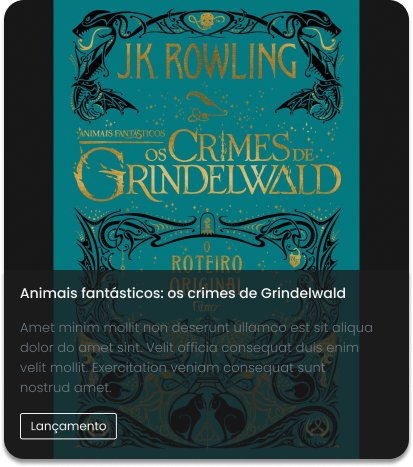 J.K. ROWLING
ANIMAIS FANTÁSTICOS
OS CRIMES DE
GRINDELWALD
O
ROTEIRO
ORIGINAL
Animais fantásticos: os crimes de Grindelwald
Amet minim mollit non deserunt ullamco est sit aliqua
dolor do amet sint. Velit officia consequat duis enim
velit mollit. Exercitation veniam consequat sunt
nostrud amet.
Lançamento